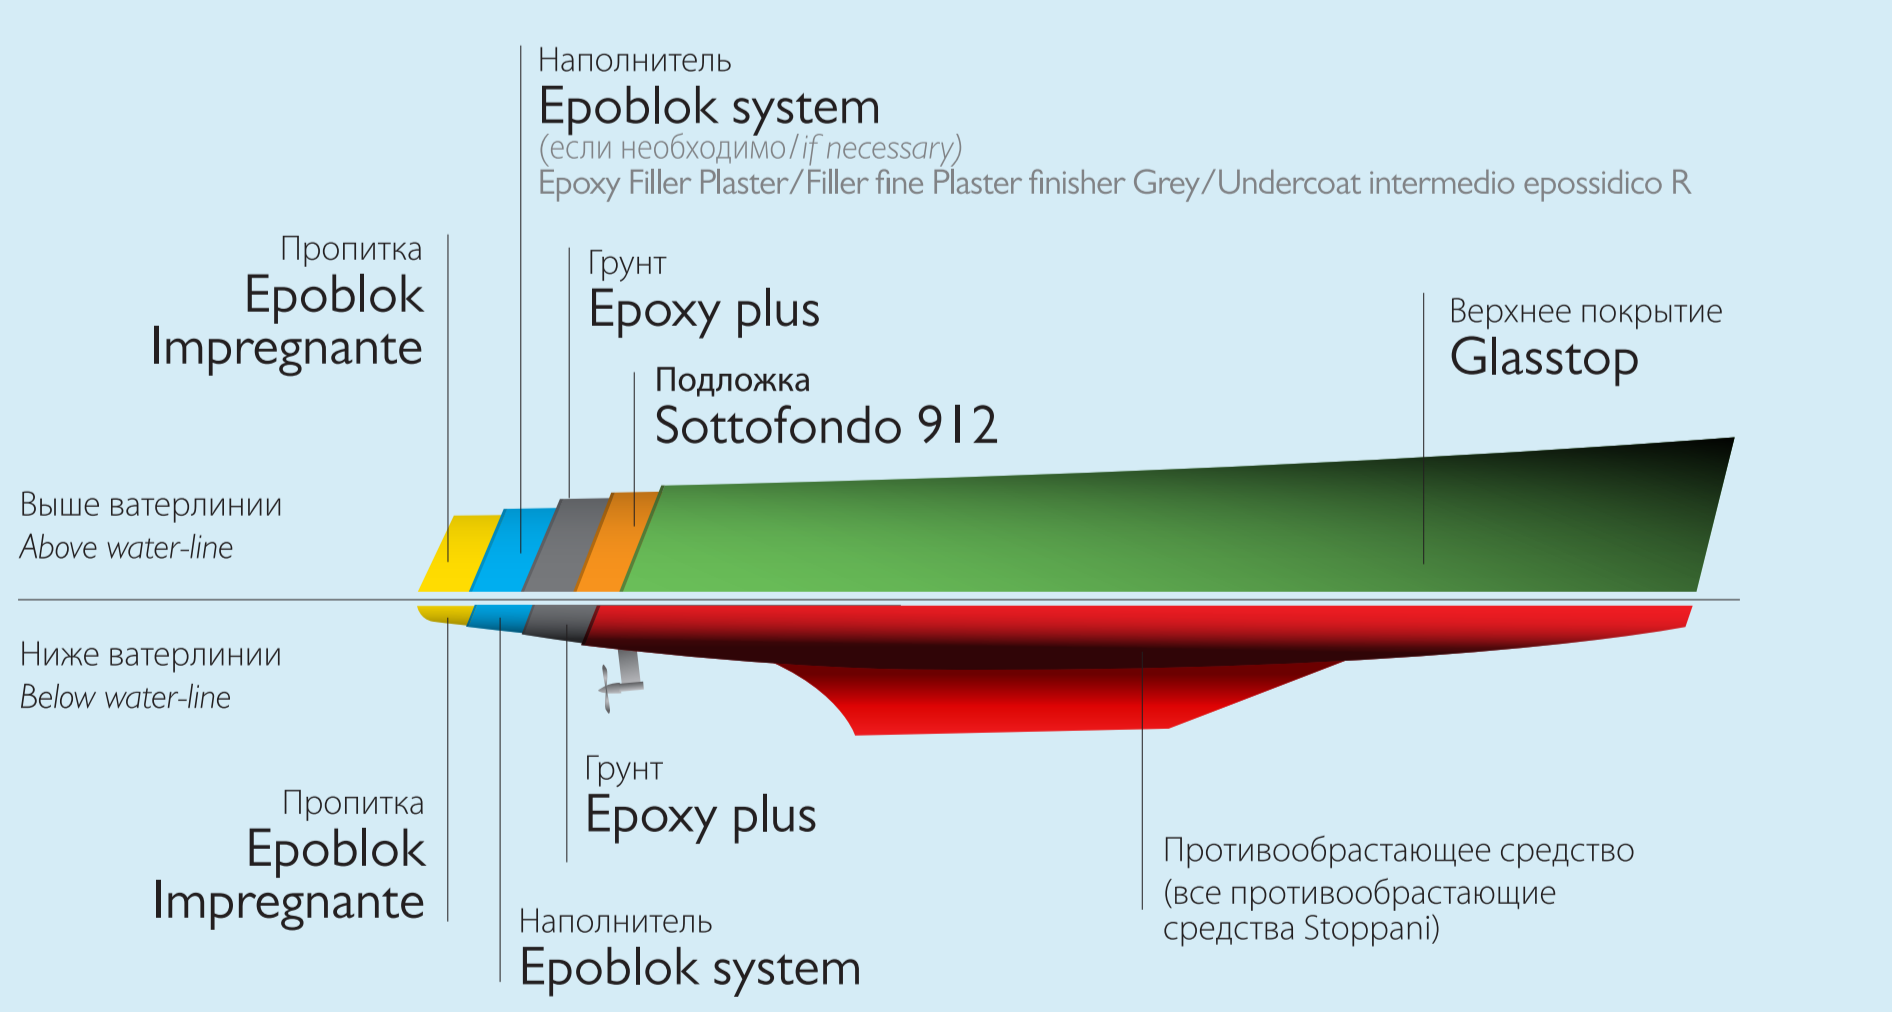 Наполнитель
Epoblok system
(если необходимо/if necessary)
Epoxy Filler Plaster/Filler fine Plaster finisher Grey/Undercoat intermedio epossidico R
Пропитка
Epoblok
Impregnante
Грунт
Epoxy plus
Подложка
Sottofondo 912
Верхнее покрытие
Glasstop
Выше ватерлинии
Above water-line
Ниже ватерлинии
Below water-line
Пропитка
Epoblok
Impregnante
Грунт
Epoxy plus
Наполнитель
Epoblok system
Противообрастающее средство
(все противообрастающие
средства Stoppani)